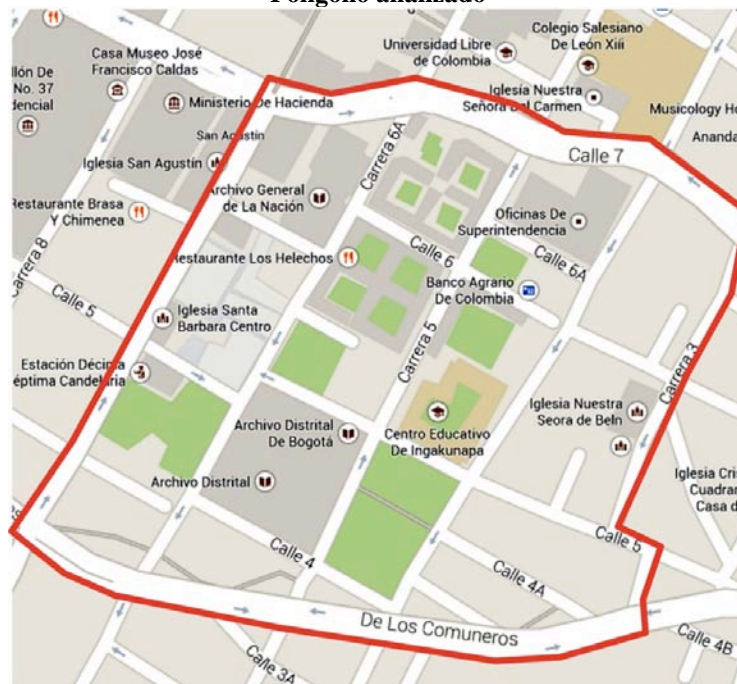 Polígono analizado
Universidad Libre
de Colombia
Colegio Salesiano
De León Xiii
Casa Museo José
Francisco Caldas
llón De
No. 37
dencial
Ministerio De Hacienda
Iglesia Nuestra
Señora Del Carmen
Musicology Ho
Ananda
San Agustín
Carrera 6A
Calle 7
Iglesia San Agustín
Archivo General
de La Nación
Restaurante Brasa
Y Chimenea
Oficinas De
Superintendencia
Carrera 8
Restaurante Los Helechos
Calle 6
Calle 6A
Banco Agrario
De Colombia
Calle 5
Iglesia Santa
Barbara Centro
Carrera 5
Carrera 3
Estación Décima
éptima Candelaria
Iglesia Nuestra
Seora de Beln
Archivo Distrital
De Bogotá
Centro Educativo
De Ingakunapa
Archivo Distrital
Iglesia Cris
Cuadran
Casa d
Calle 5
Calle 4
Calle 4A
De Los Comuneros
Calle 4B
Calle 3A